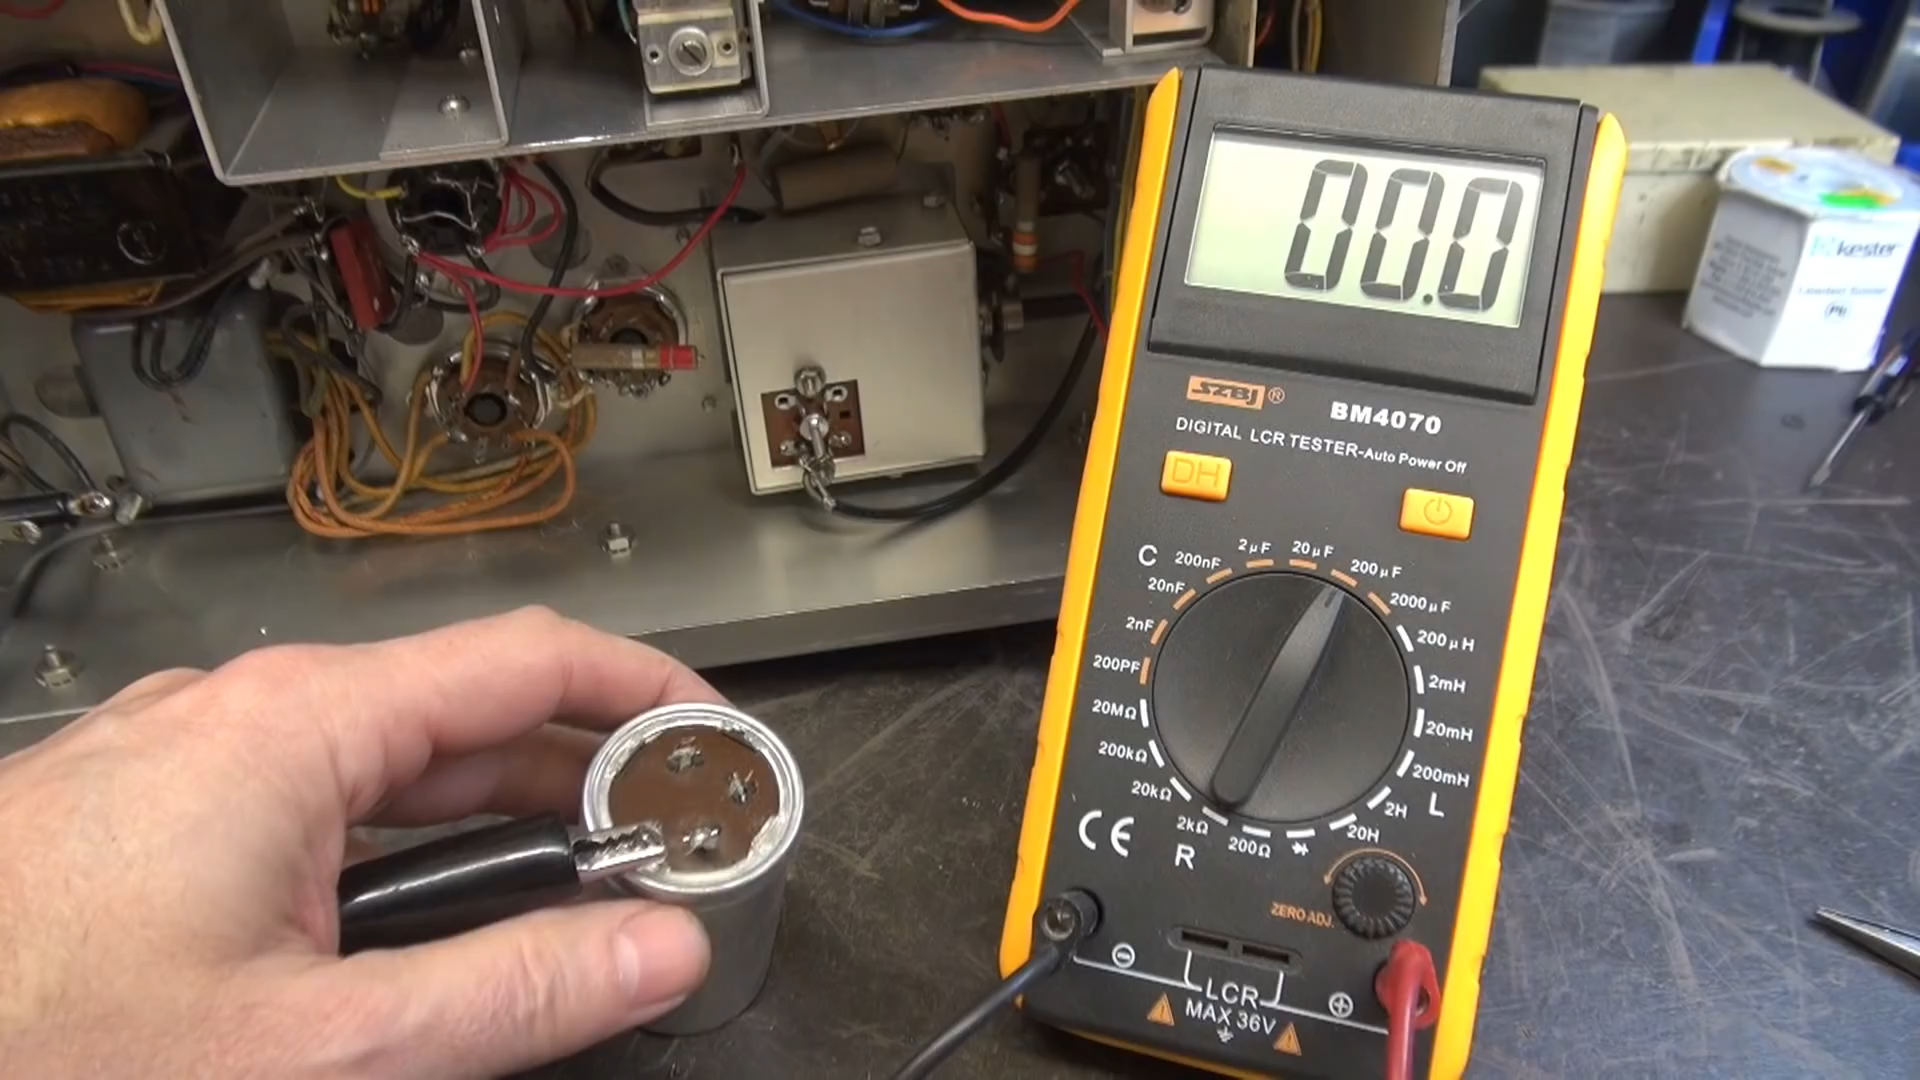 00.0
SZBJ®
BM4070
DIGITAL LCR TESTER-Auto Power Off
DH
C
200nF
2µF
20µF
200µF
20nF
2000µF
2nF
200µH
200PF
2mH
20MΩ
20mH
200kΩ
200mH
20kΩ
2H
L
2kΩ
200Ω
20H
CE
R
ZERO ADJ.
LCR
MAX 36V
kester